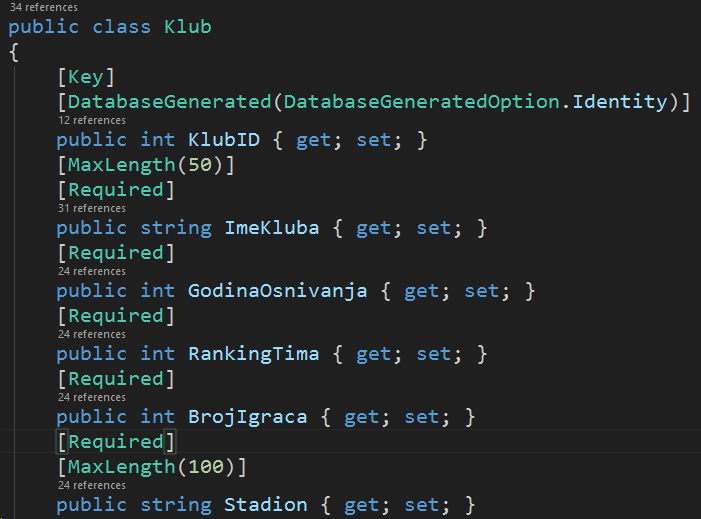 34 references
public class Klub
{
[Key]
[DatabaseGenerated(DatabaseGeneratedOption.Identity)]
12 references
public int KlubID { get; set; }
[MaxLength(50)]
[Required]
31 references
public string ImeKluba { get; set; }
[Required]
24 references
public int GodinaOsnivanja { get; set; }
[Required]
24 references
public int RankingTima { get; set; }
[Required]
24 references
public int BrojIgraca { get; set; }
[Required]
[MaxLength(100)]
24 references
public string Stadion { get; set; }